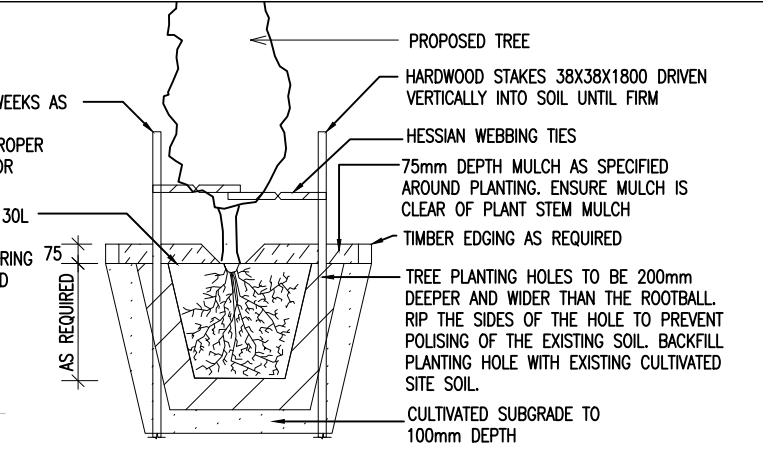 PROPOSED TREE
HARDWOOD STAKES 38X38X1800 DRIVEN
VERTICALLY INTO SOIL UNTIL FIRM
HESSIAN WEBBING TIES
75mm DEPTH MULCH AS SPECIFIED
AROUND PLANTING. ENSURE MULCH IS
CLEAR OF PLANT STEM MULCH
TIMBER EDGING AS REQUIRED
TREE PLANTING HOLES TO BE 200mm
DEEPER AND WIDER THAN THE ROOTBALL.
RIP THE SIDES OF THE HOLE TO PREVENT
POLISING OF THE EXISTING SOIL. BACKFILL
PLANTING HOLE WITH EXISTING CULTIVATED
SITE SOIL.
CULTIVATED SUBGRADE TO
100mm DEPTH
WEEKS AS
ROPER
OR
30L
RING
D
75
AS REQUIRED